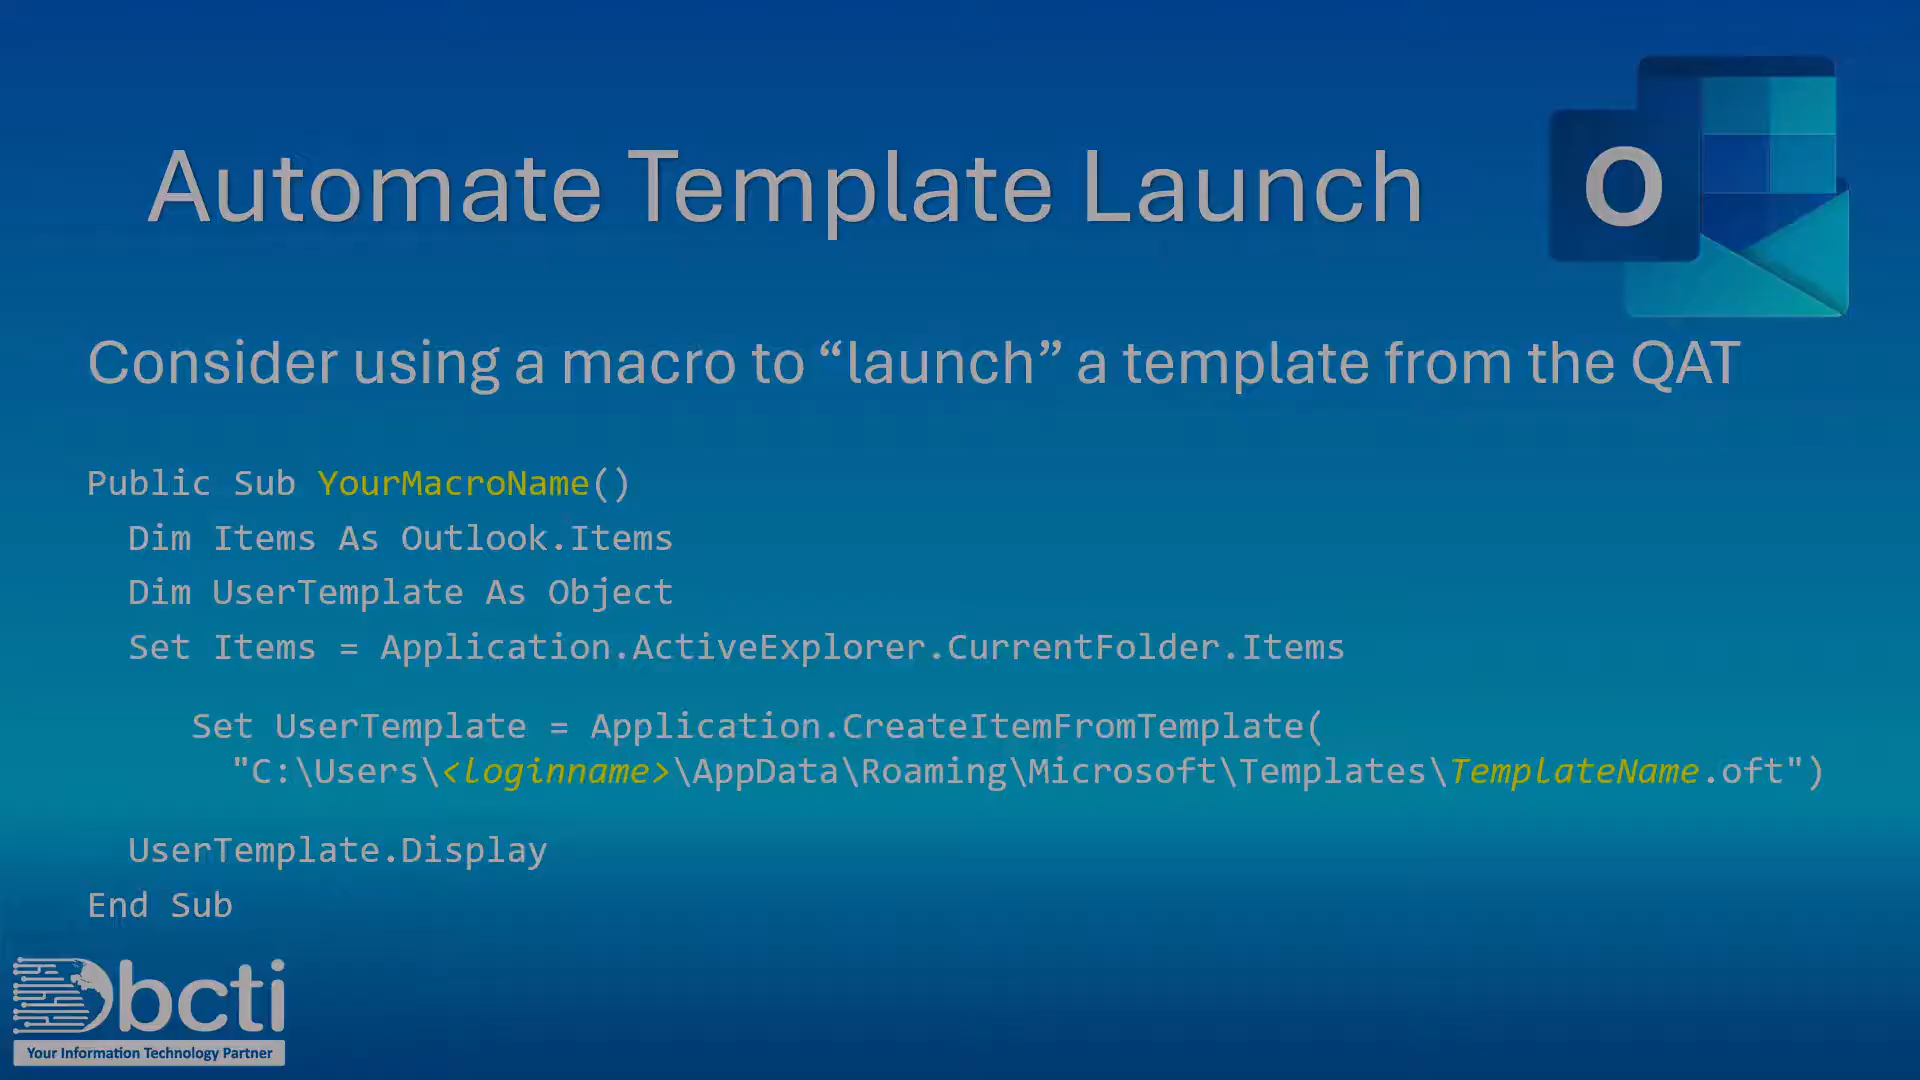 Automate Template Launch
O
Consider using a macro to “launch” a template from the QAT
Public Sub YourMacroName()
Dim Items As Outlook.Items
Dim UserTemplate As Object
Set Items = Application.ActiveExplorer.CurrentFolder.Items
Set UserTemplate = Application.CreateItemFromTemplate(
"C:\Users\<loginname>\AppData\Roaming\Microsoft\Templates\TemplateName.oft")
UserTemplate.Display
End Sub
bcti
Your Information Technology Partner